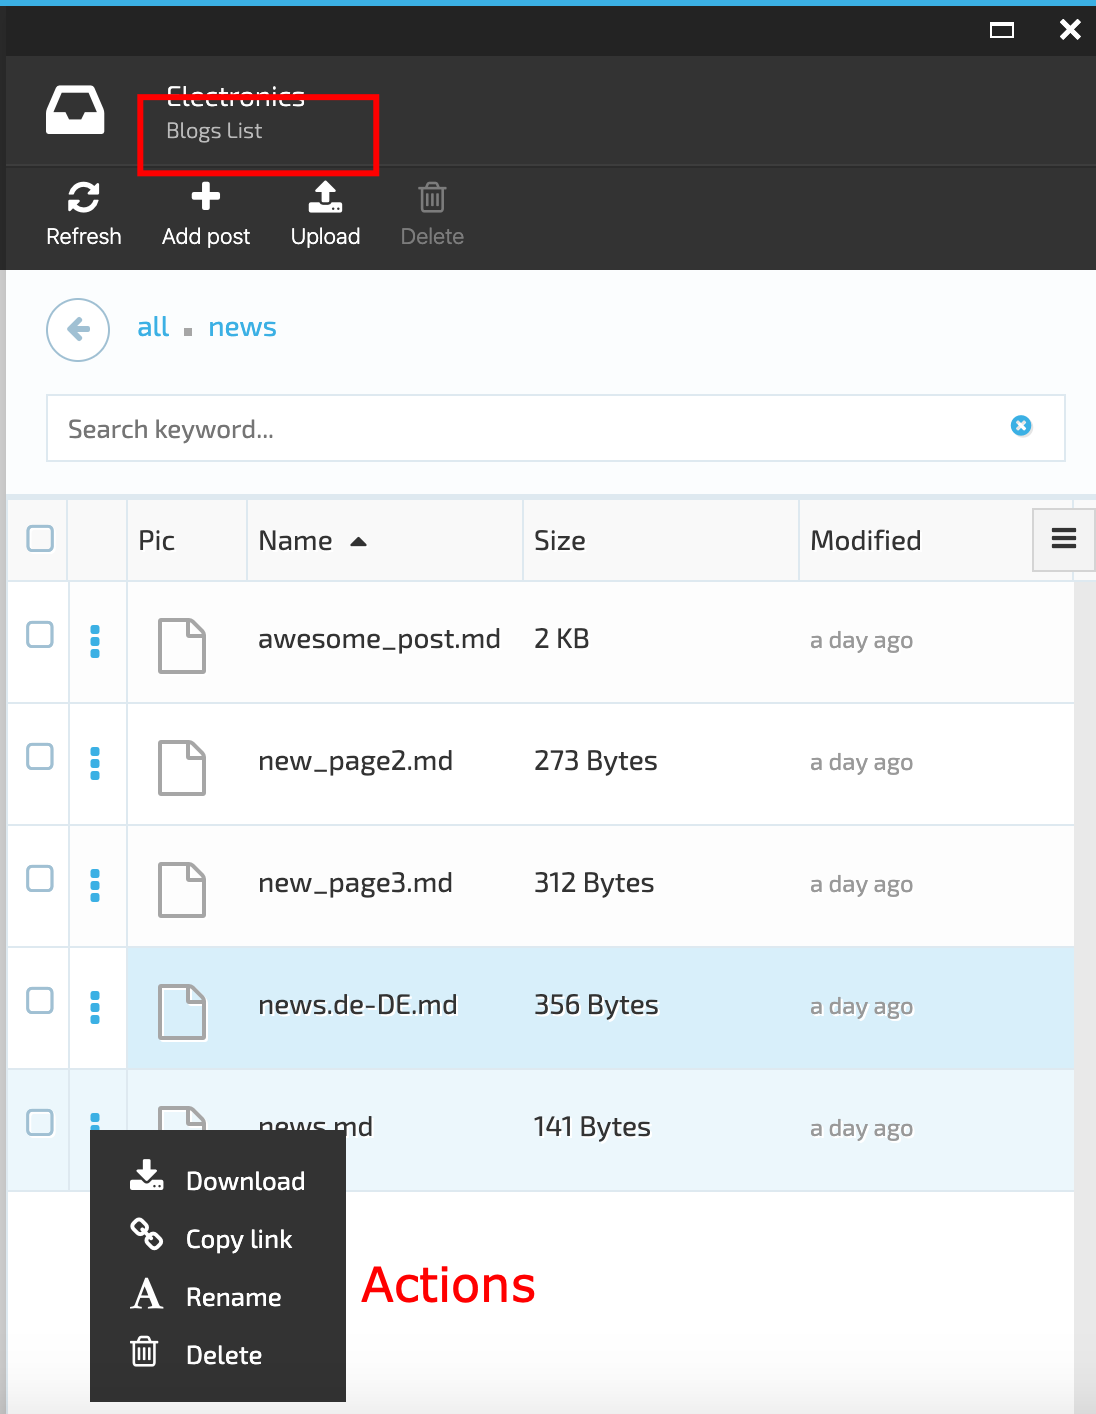 Electronics
Blogs List
Refresh Add post Upload Delete
all news
Search keyword...
Pic Name Size Modified
awesome_post.md 2 KB a day ago
new_page2.md 273 Bytes a day ago
new_page3.md 312 Bytes a day ago
news.de-DE.md 356 Bytes a day ago
news.md 141 Bytes a day ago
Download
Copy link
Actions
Rename
Delete